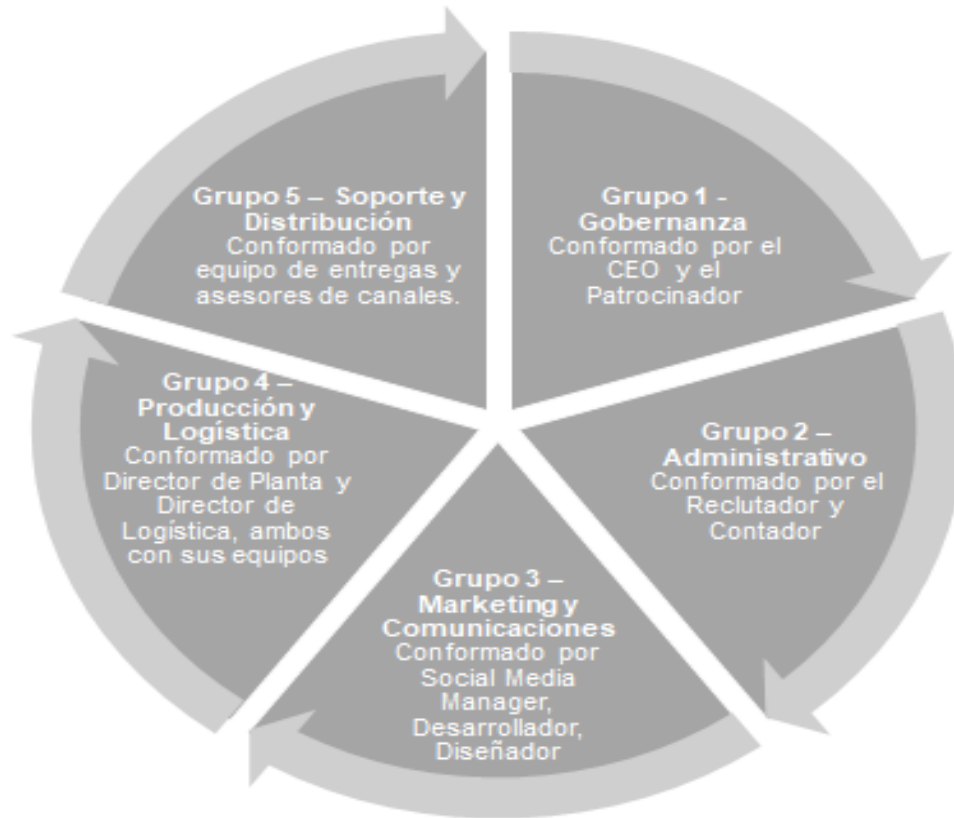 Grupo 1 -
Gobernanza
Conformado por el
CEO y el
Patrocinador
Grupo 2 –
Administrativo
Conformado por el
Reclutador y
Contador
Grupo 3 –
Marketing y
Comunicaciones
Conformado por
Social Media
Manager,
Desarrollador,
Diseñador
Grupo 4 –
Producción y
Logística
Conformado por
Director de Planta y
Director de
Logística, ambos
con sus equipos
Grupo 5 – Soporte y
Distribución
Conformado por
equipo de entregas y
asesores de canales.